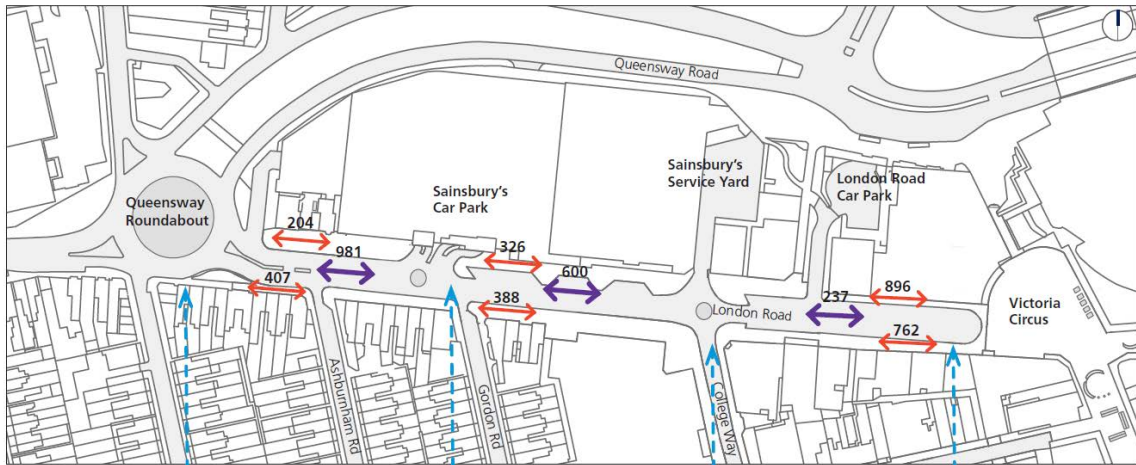 Queensway Road
Sainsbury's
Service Yard
London Road
Car Park
Sainsbury's
Car Park
Queensway
Roundabout
204
981
326
407
600
388
896
237
London Road
762
Victoria
Circus
Ashburnham Rd
Gordon Rd
College Way